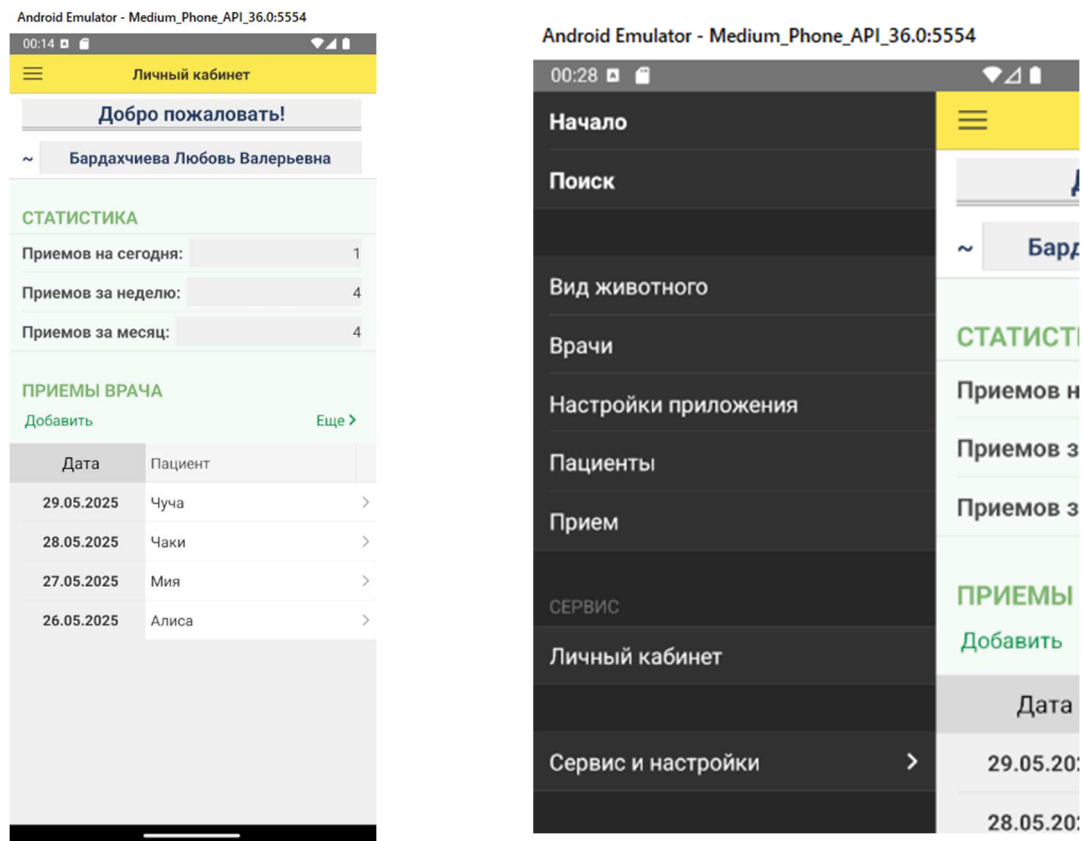 Android Emulator - Medium_Phone_API_36.0:5554
00:14
Личный кабинет
Добро пожаловать!
~ Бардахчиева Любовь Валерьевна
СТАТИСТИКА
Приемов на сегодня: 1
Приемов за неделю: 4
Приемов за месяц: 4
ПРИЕМЫ ВРАЧА
Добавить Еще
Дата Пациент
29.05.2025 Чуча
28.05.2025 Чаки
27.05.2025 Мия
26.05.2025 Алиса
Android Emulator - Medium_Phone_API_36.0:5554
00:28
Начало
Поиск
Вид животного
Врачи
Настройки приложения
Пациенты
Прием
СЕРВИС
Личный кабинет
Сервис и настройки
~ Бард
СТАТИСТИ
Приемов н
Приемов з
Приемов з
ПРИЕМЫ
Добавить
Дата
29.05.20
28.05.20